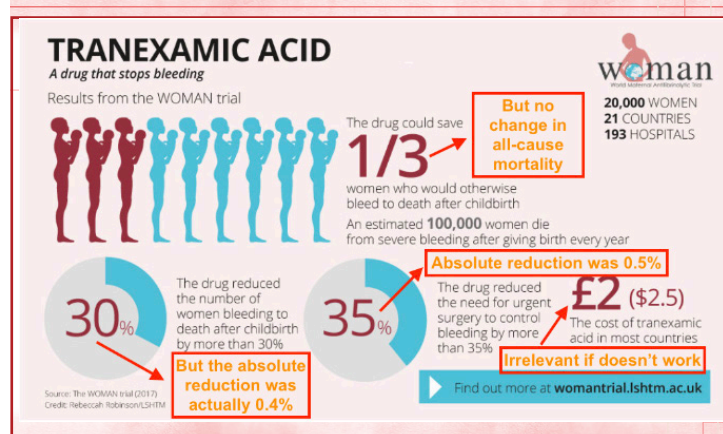 TRANEXAMIC ACID
A drug that stops bleeding
Results from the WOMAN trial
woman
World Maternal Antifibrinolytic Trial
20,000 WOMEN
21 COUNTRIES
193 HOSPITALS
The drug could save
1/3
women who would otherwise
bleed to death after childbirth
But no
change in
all-cause
mortality
An estimated 100,000 women die
from severe bleeding after giving birth every year
30%
The drug reduced
the number of
women bleeding to
death after childbirth
by more than 30%
But the absolute
reduction was
actually 0.4%
35%
Absolute reduction was 0.5%
The drug reduced
the need for urgent
surgery to control
bleeding by more
than 35%
£2 ($2.5)
The cost of tranexamic
acid in most countries
Irrelevant if doesn't work
Source: The WOMAN trial (2017)
Credit: Rebeccah Robinson/LSHTM
Find out more at womantrial.lshtm.ac.uk